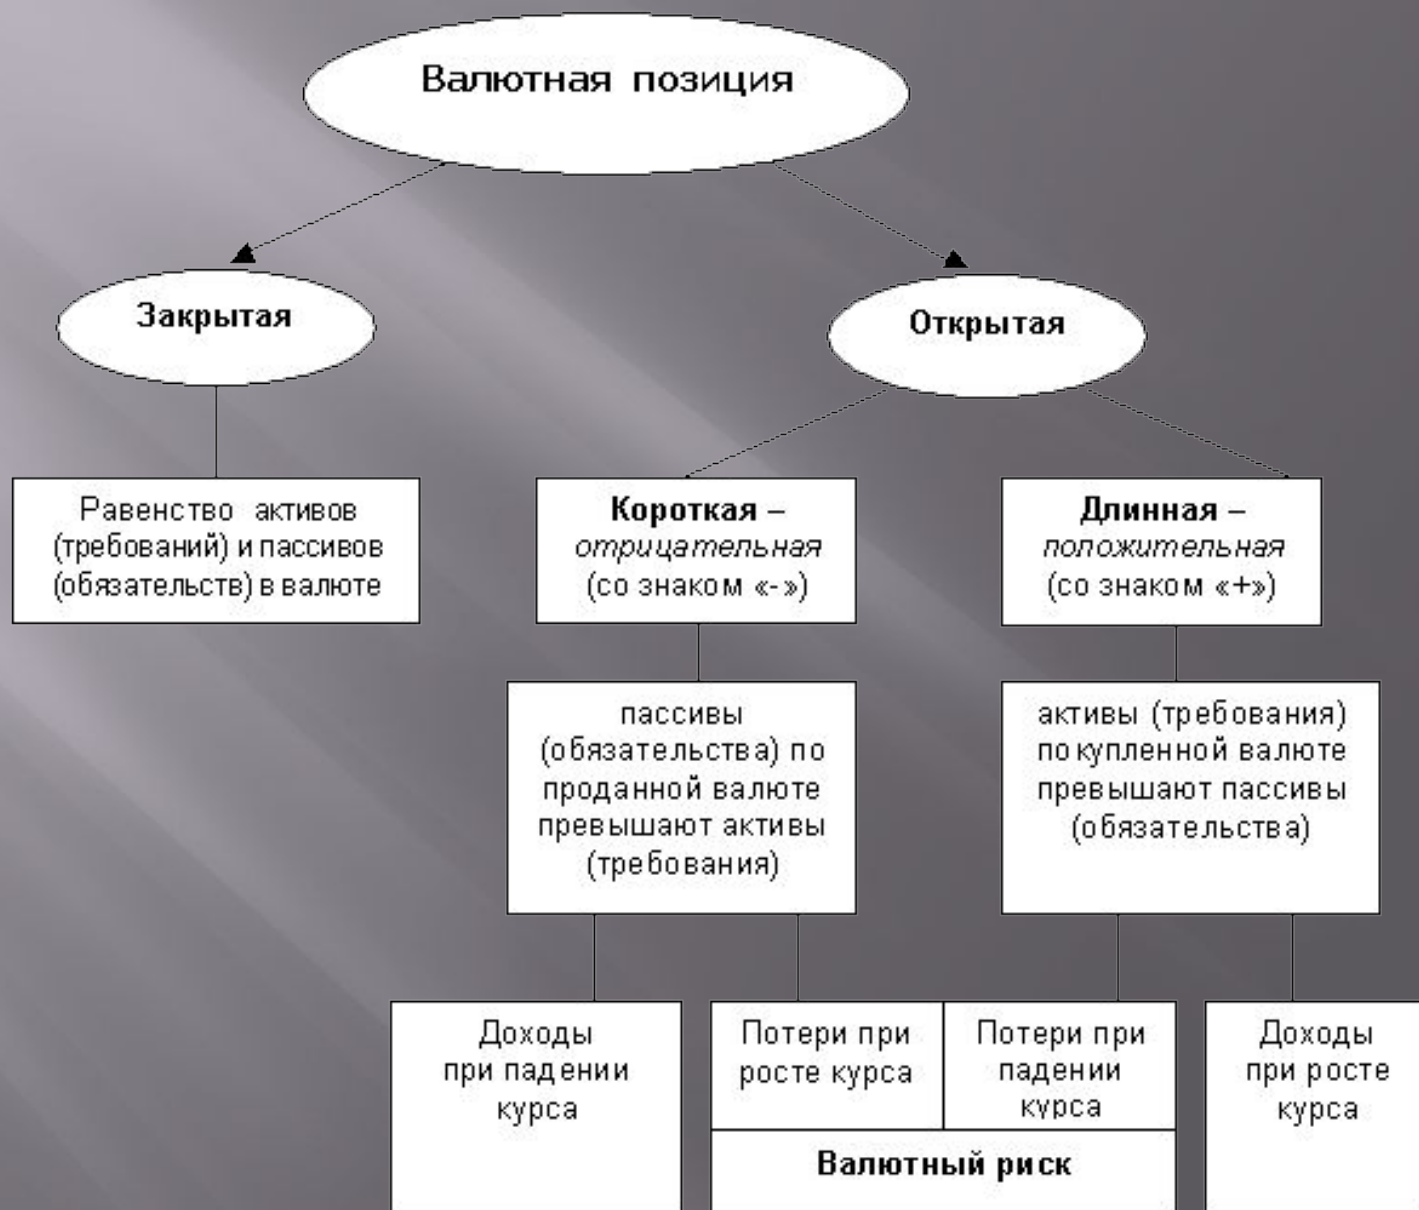 Валютная позиция
Закрытая
Открытая
Равенство активов
(требований) и пассивов
(обязательств) в валюте
Короткая –
отрицательная
(со знаком «-»)
Длинная –
положительная
(со знаком «+»)
пассивы
(обязательства) по
проданной валюте
превышают активы
(требования)
активы (требования)
по купленной валюте
превышают пассивы
(обязательства)
Доходы
при падении
курса
Потери при
росте курса
Потери при
падении
курса
Доходы
при росте
курса
Валютный риск